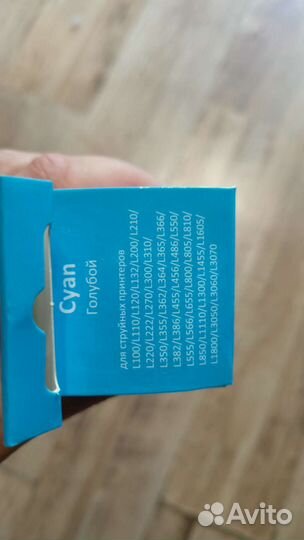 Cyan
Голубой
для струйных принтеров
L100/L110/L120/L132/L200/L210/
L220/L222/L270/L300/L310/
L350/L355/L362/L364/L365/L366/
L382/L386/L455/L456/L486/L550/
L555/L566/L655/L800/L805/L810/
L850/L1110/L1300/L1455/L1605/
L1800/L3050/L3060/L3070
Avito